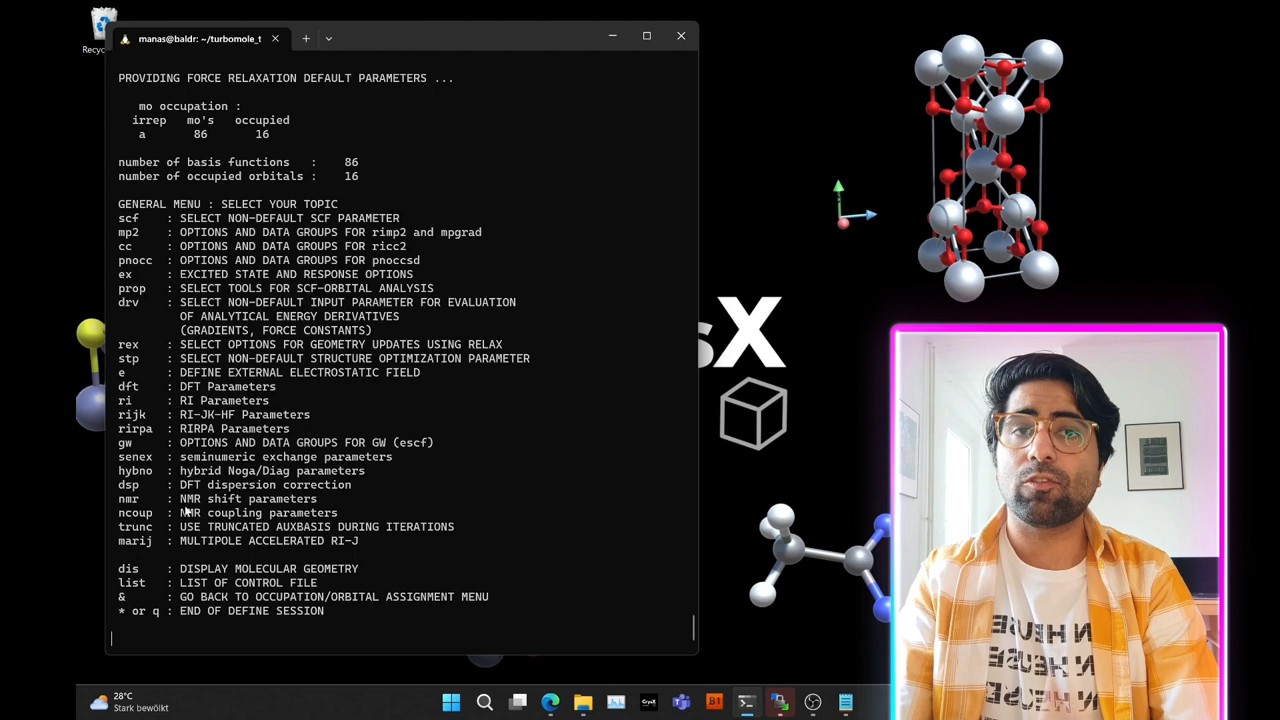 Recyc
manas@baldr: ~/turbomole_t
PROVIDING FORCE RELAXATION DEFAULT PARAMETERS ...
mo occupation :
irrep mo's occupied
a 86 16
number of basis functions : 86
number of occupied orbitals : 16
GENERAL MENU : SELECT YOUR TOPIC
scf : SELECT NON-DEFAULT SCF PARAMETER
mp2 : OPTIONS AND DATA GROUPS FOR rimp2 and mpgrad
cc : OPTIONS AND DATA GROUPS FOR ricc2
pnocc : OPTIONS AND DATA GROUPS FOR pnoccsd
ex : EXCITED STATE AND RESPONSE OPTIONS
prop : SELECT TOOLS FOR SCF-ORBITAL ANALYSIS
drv : SELECT NON-DEFAULT INPUT PARAMETER FOR EVALUATION
OF ANALYTICAL ENERGY DERIVATIVES
(GRADIENTS, FORCE CONSTANTS)
rex : SELECT OPTIONS FOR GEOMETRY UPDATES USING RELAX
stp : SELECT NON-DEFAULT STRUCTURE OPTIMIZATION PARAMETER
e : DEFINE EXTERNAL ELECTROSTATIC FIELD
dft : DFT Parameters
ri : RI Parameters
rijk : RI-JK-HF Parameters
rirpa : RIRPA Parameters
gw : OPTIONS AND DATA GROUPS FOR GW (escf)
senex : seminumeric exchange parameters
hybno : hybrid Noga/Diag parameters
dsp : DFT dispersion correction
nmr : NMR shift parameters
ncoup : NMR coupling parameters
trunc : USE TRUNCATED AUXBASIS DURING ITERATIONS
marij : MULTIPOLE ACCELERATED RI-J
dis : DISPLAY MOLECULAR GEOMETRY
list : LIST OF CONTROL FILE
& : GO BACK TO OCCUPATION/ORBITAL ASSIGNMENT MENU
* or q : END OF DEFINE SESSION
sX
N HEUSE
N HEUSE
N HEUSE
28°C
Stark bewölkt
CrysX
B1